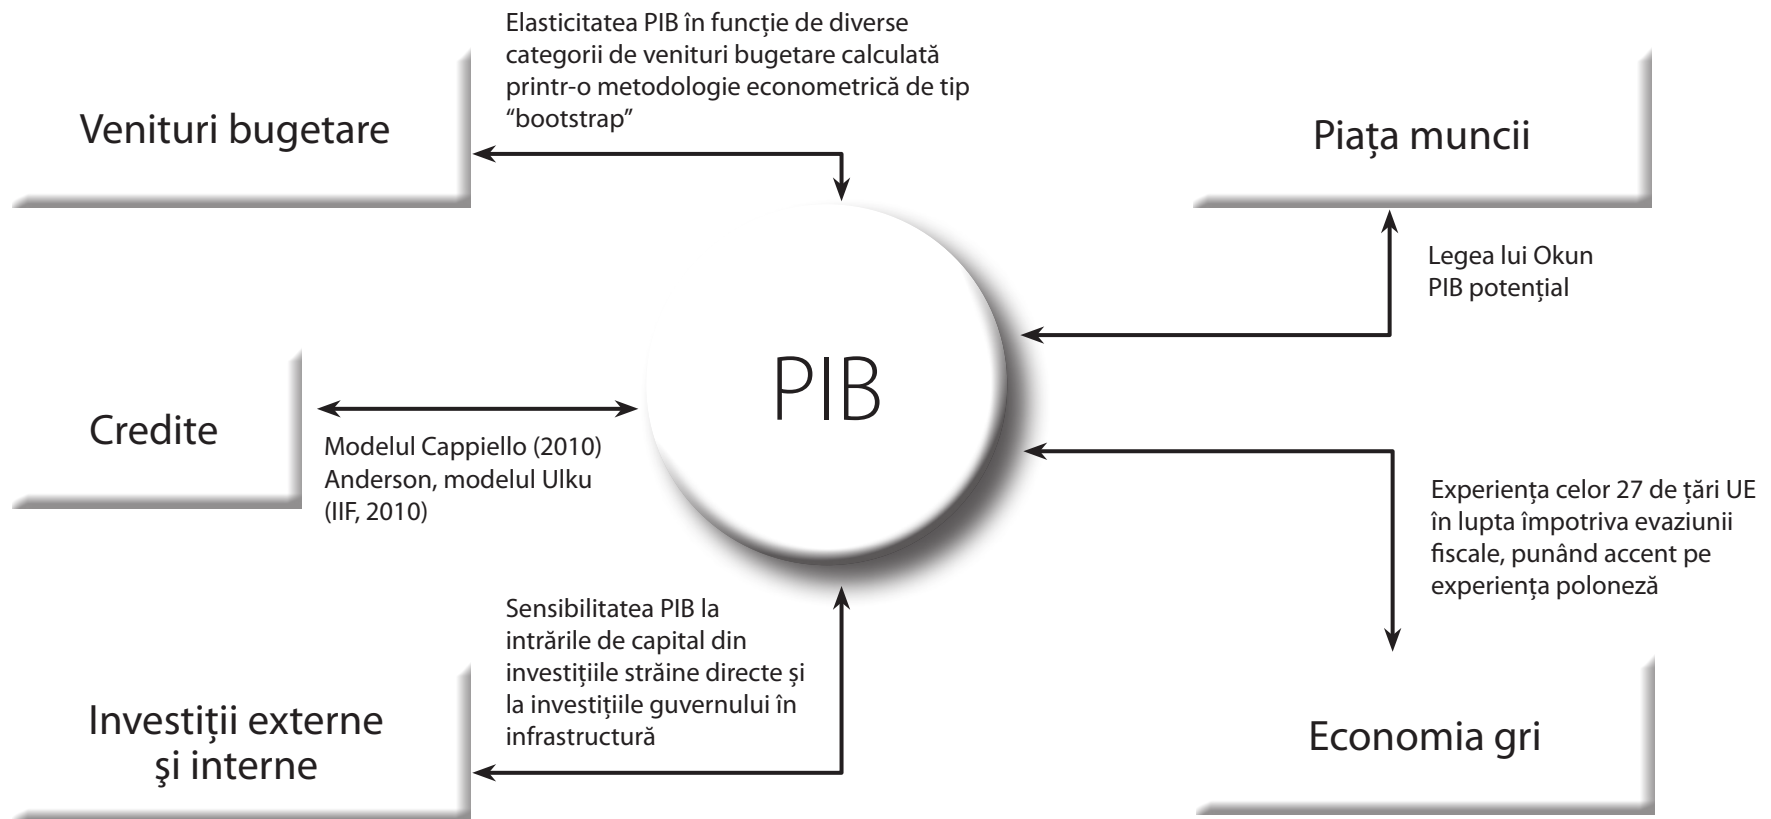 Elasticitatea PIB în funcție de diverse
categorii de venituri bugetare calculată
printr-o metodologie econometrică de tip
“bootstrap”
Venituri bugetare
Piața muncii
Legea lui Okun
PIB potențial
PIB
Credite
Modelul Cappiello (2010)
Anderson, modelul Ulku
(IIF, 2010)
Experiența celor 27 de țări UE
în lupta împotriva evaziunii
fiscale, punând accent pe
experiența poloneză
Sensibilitatea PIB la
intrările de capital din
investițiile străine directe și
la investițiile guvernului în
infrastructură
Investiții externe
şi interne
Economia gri